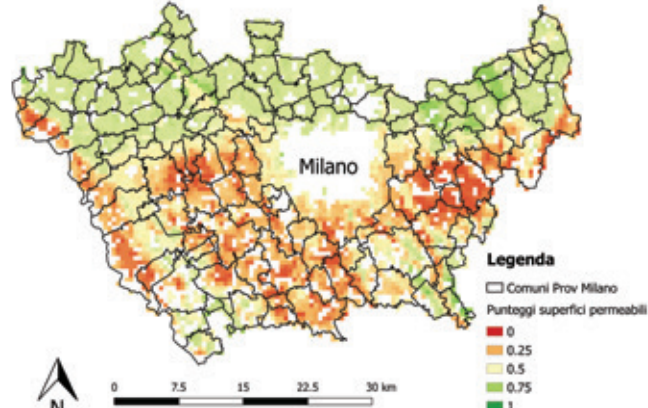 Milano
Legenda
Comuni Prov Milano
Punteggi superfici permeabili
0
0.25
0.5
0.75
1
0 7.5 15 22.5 30 km
N